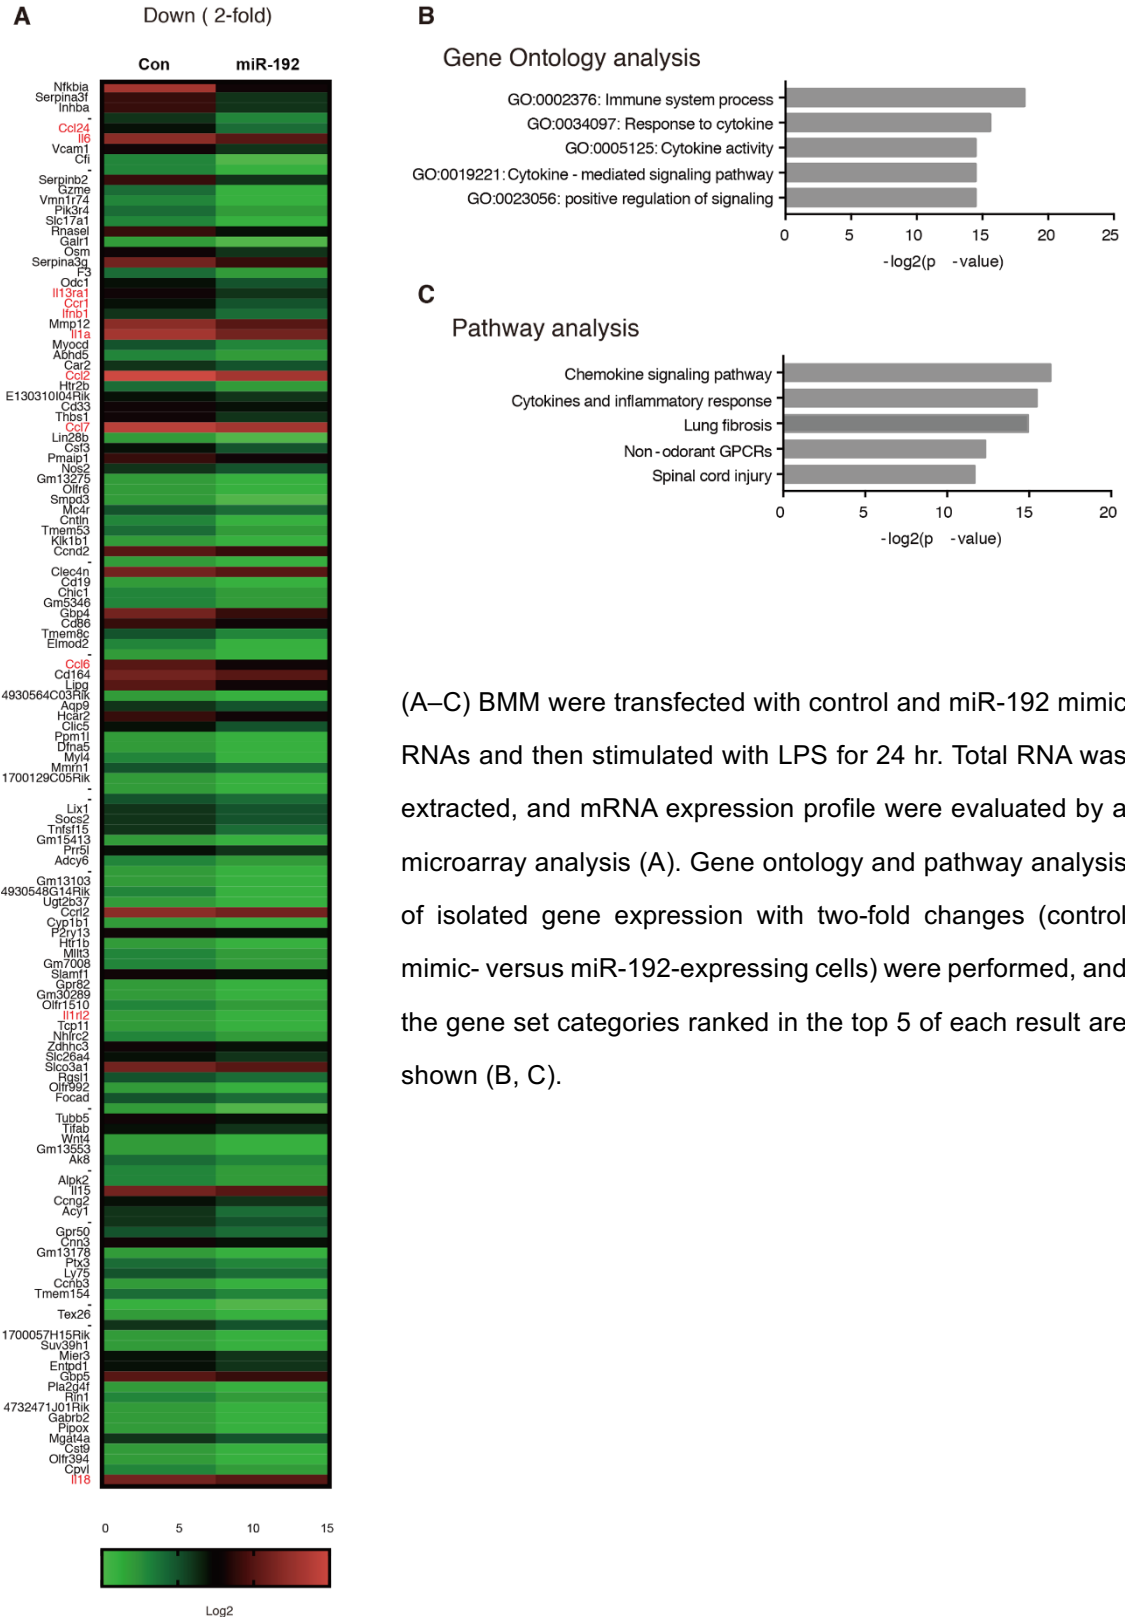 A
Down ( 2-fold)
Con
miR-192
Nfkbia
Serpina3f
Inhba
-
Ccl24
Il6
Vcam1
Cfi
-
Serpinb2
Gzme
Vmn1r74
Pik3r4
Slc17a1
Rnasel
Galr1
Osm
Serpina3g
F3
Odc1
Il13ra1
Ccr1
Ifnb1
Mmp12
Il1a
Myocd
Abhd5
Car2
Ccl2
Htr2b
E130310I04Rik
Cd33
Thbs1
Ccl7
Lin28b
Csf3
Pmaip1
Nos2
Gm13275
Olfr6
Smpd3
Mc4r
Cntln
Tmem53
Klk1b1
Ccnd2
-
Clec4n
Cd19
Chic1
Gm5346
Gbp4
Cd86
Tmem8c
Elmod2
-
Ccl6
Cd164
Lipg
4930564C03Rik
Aqp9
Hcar2
Clic5
Ppm1l
Dfna5
Myl4
Mmrn1
1700129C05Rik
-
-
Lix1
Socs2
Tnfsf15
Gm15413
Prr5l
Adcy6
-
Gm13103
4930548G14Rik
Ugt2b37
Ccrl2
Cyp1b1
P2ry13
Htr1b
Mllt3
Gm7008
Slamf1
Gpr82
Gm30289
Olfr1510
Il1rl2
Tcp11
Nhlrc2
Zdhhc3
Slc26a4
Slco3a1
Rgsl1
Olfr992
Focad
-
Tubb5
Tifab
Wnt4
Gm13553
Ak8
-
Alpk2
Il15
Ccng2
Acy1
-
Gpr50
Cnn3
Gm13178
Ptx3
Ly75
Ccnb3
Tmem154
-
Tex26
-
1700057H15Rik
Suv39h1
Mier3
Entpd1
Gbp5
Pla2g4f
Rin1
4732471J01Rik
Gabrb2
Pipox
Mgat4a
Cst9
Olfr394
Cpvl
Il18
0 5 10 15
Log2
B
Gene Ontology analysis
GO:0002376: Immune system process
GO:0034097: Response to cytokine
GO:0005125: Cytokine activity
GO:0019221: Cytokine - mediated signaling pathway
GO:0023056: positive regulation of signaling
0 5 10 15 20 25
-log2(p -value)
C
Pathway analysis
Chemokine signaling pathway
Cytokines and inflammatory response
Lung fibrosis
Non-odorant GPCRs
Spinal cord injury
0 5 10 15 20
-log2(p -value)
(A–C) BMM were transfected with control and miR-192 mimic
RNAs and then stimulated with LPS for 24 hr. Total RNA was
extracted, and mRNA expression profile were evaluated by a
microarray analysis (A). Gene ontology and pathway analysis
of isolated gene expression with two-fold changes (control
mimic- versus miR-192-expressing cells) were performed, and
the gene set categories ranked in the top 5 of each result are
shown (B, C).